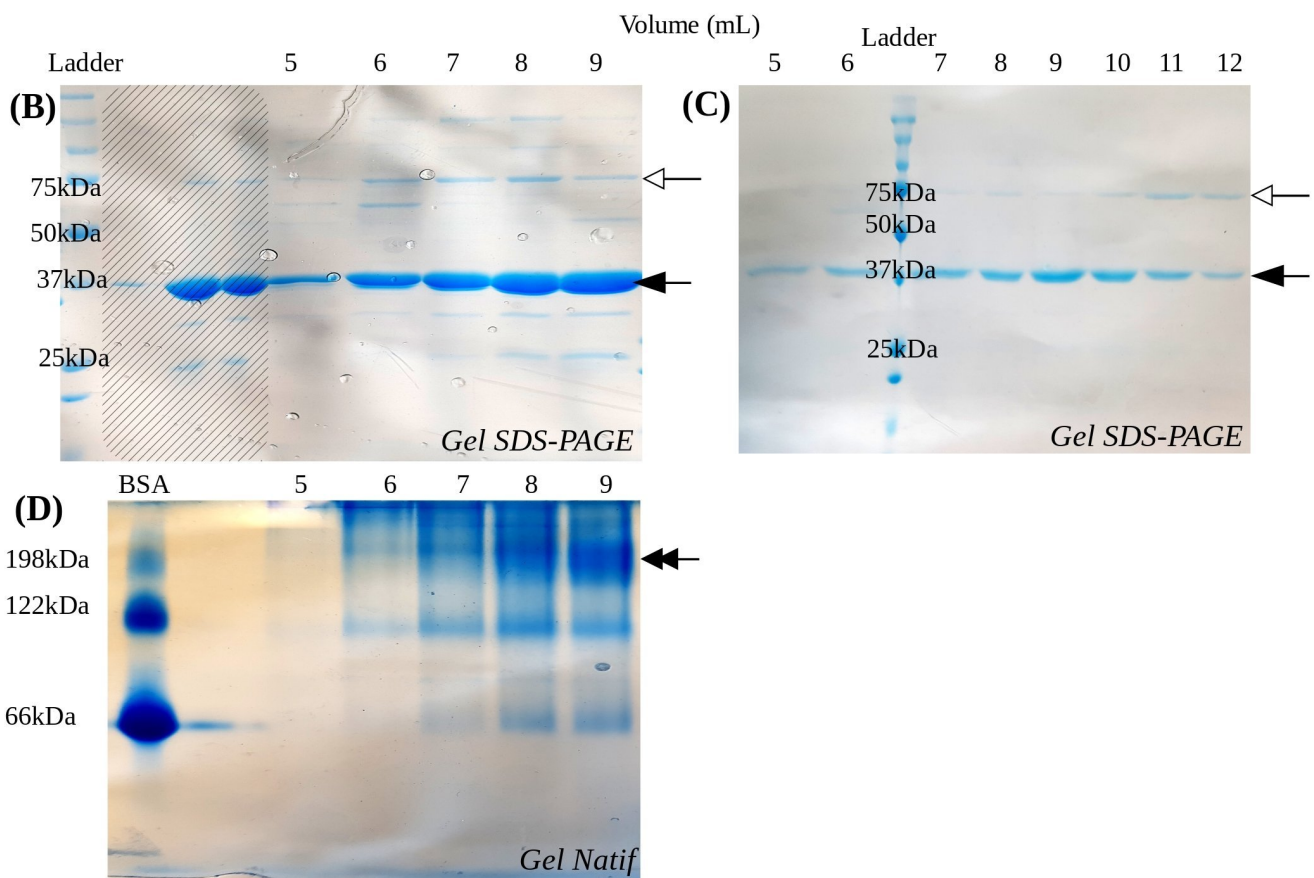 Volume (mL)
Ladder 5 6 7 8 9
Ladder
5 6 7 8 9 10 11 12
(B)
75kDa
50kDa
37kDa
25kDa
Gel SDS-PAGE
(C)
75kDa
50kDa
37kDa
25kDa
Gel SDS-PAGE
BSA 5 6 7 8 9
(D)
198kDa
122kDa
66kDa
Gel Natif